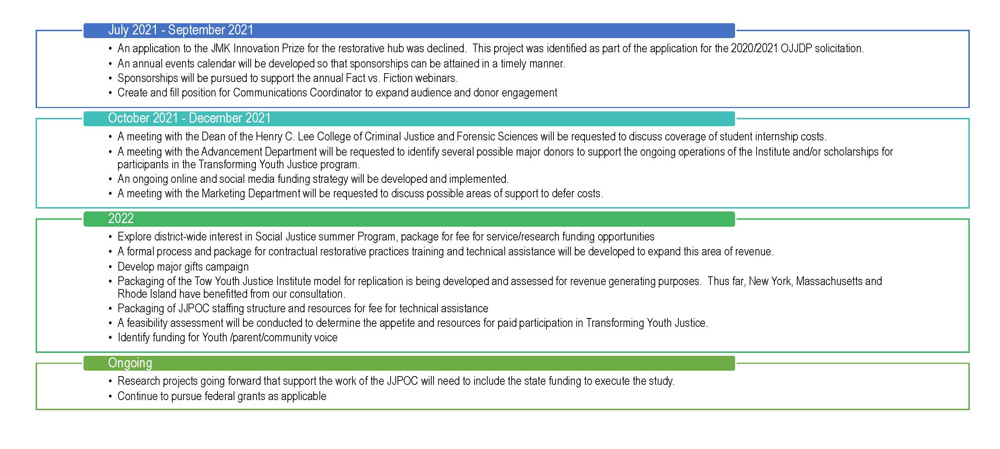 July 2021 - September 2021
• An application to the JMK Innovation Prize for the restorative hub was declined.  This project was identified as part of the application for the 2020/2021 OJJDP solicitation.
• An annual events calendar will be developed so that sponsorships can be attained in a timely manner.
• Sponsorships will be pursued to support the annual Fact vs. Fiction webinars.
• Create and fill position for Communications Coordinator to expand audience and donor engagement
October 2021 - December 2021
• A meeting with the Dean of the Henry C. Lee College of Criminal Justice and Forensic Sciences will be requested to discuss coverage of student internship costs.
• A meeting with the Advancement Department will be requested to identify several possible major donors to support the ongoing operations of the Institute and/or scholarships for
participants in the Transforming Youth Justice program.
• An ongoing online and social media funding strategy will be developed and implemented.
• A meeting with the Marketing Department will be requested to discuss possible areas of support to defer costs.
2022
• Explore district-wide interest in Social Justice summer Program, package for fee for service/research funding opportunities
• A formal process and package for contractual restorative practices training and technical assistance will be developed to expand this area of revenue.
• Develop major gifts campaign
• Packaging of the Tow Youth Justice Institute model for replication is being developed and assessed for revenue generating purposes.  Thus far, New York, Massachusetts and
Rhode Island have benefitted from our consultation.
• Packaging of JJPOC staffing structure and resources for fee for technical assistance
• A feasibility assessment will be conducted to determine the appetite and resources for paid participation in Transforming Youth Justice.
• Identify funding for Youth /parent/community voice
Ongoing
• Research projects going forward that support the work of the JJPOC will need to include the state funding to execute the study.
• Continue to pursue federal grants as applicable